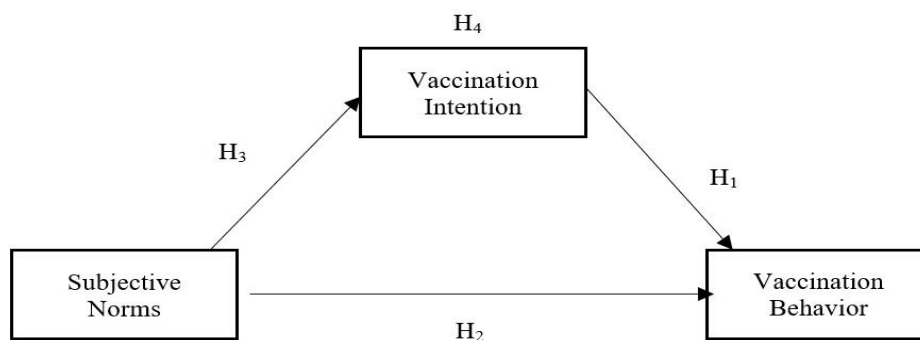 H₄
Vaccination
Intention
H₃
H₁
Subjective
Norms
Vaccination
Behavior
H₂